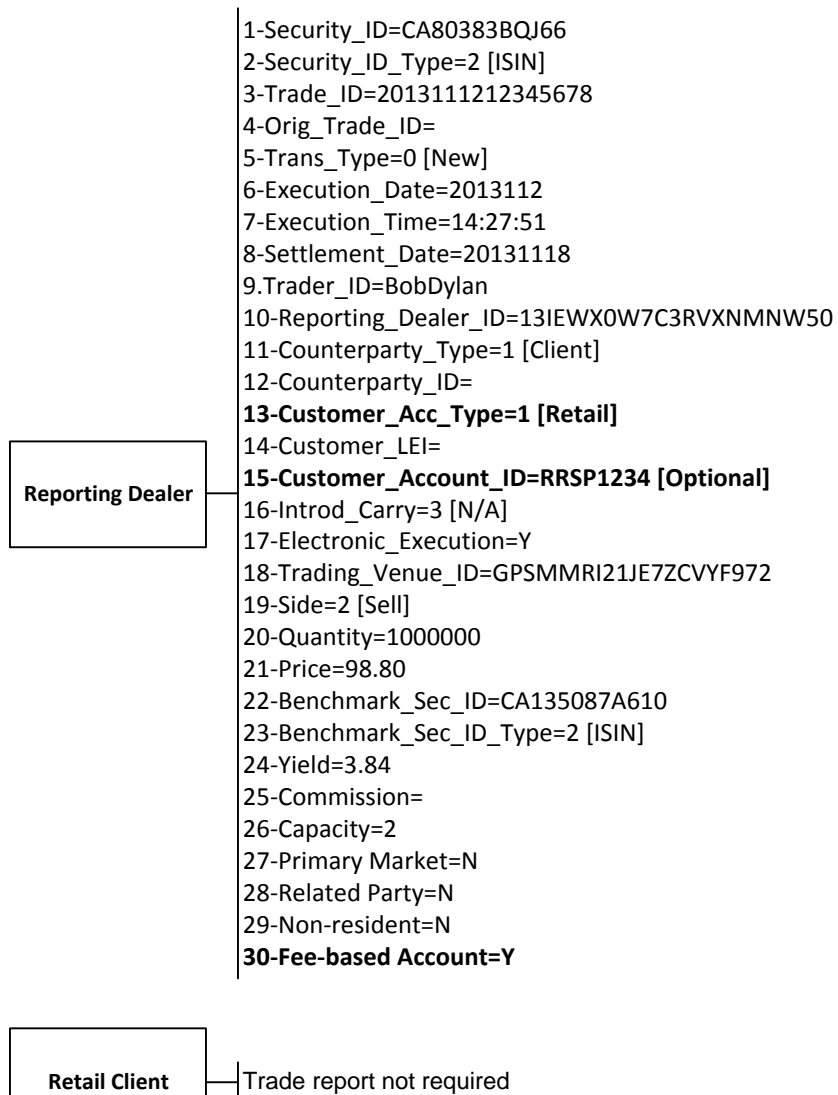 1-Security_ID=CA80383BQJ66
2-Security_ID_Type=2 [ISIN]
3-Trade_ID=2013111212345678
4-Orig_Trade_ID=
5-Trans_Type=0 [New]
6-Execution_Date=2013112
7-Execution_Time=14:27:51
8-Settlement_Date=20131118
9.Trader_ID=BobDylan
10-Reporting_Dealer_ID=13IEWX0W7C3RVXNMNW50
11-Counterparty_Type=1 [Client]
12-Counterparty_ID=
13-Customer_Acc_Type=1 [Retail]
14-Customer_LEI=
Reporting Dealer
15-Customer_Account_ID=RRSP1234 [Optional]
16-Introd_Carry=3 [N/A]
17-Electronic_Execution=Y
18-Trading_Venue_ID=GPSMMRI21JE7ZCVYF972
19-Side=2 [Sell]
20-Quantity=1000000
21-Price=98.80
22-Benchmark_Sec_ID=CA135087A610
23-Benchmark_Sec_ID_Type=2 [ISIN]
24-Yield=3.84
25-Commission=
26-Capacity=2
27-Primary Market=N
28-Related Party=N
29-Non-resident=N
30-Fee-based Account=Y
Retail Client
Trade report not required